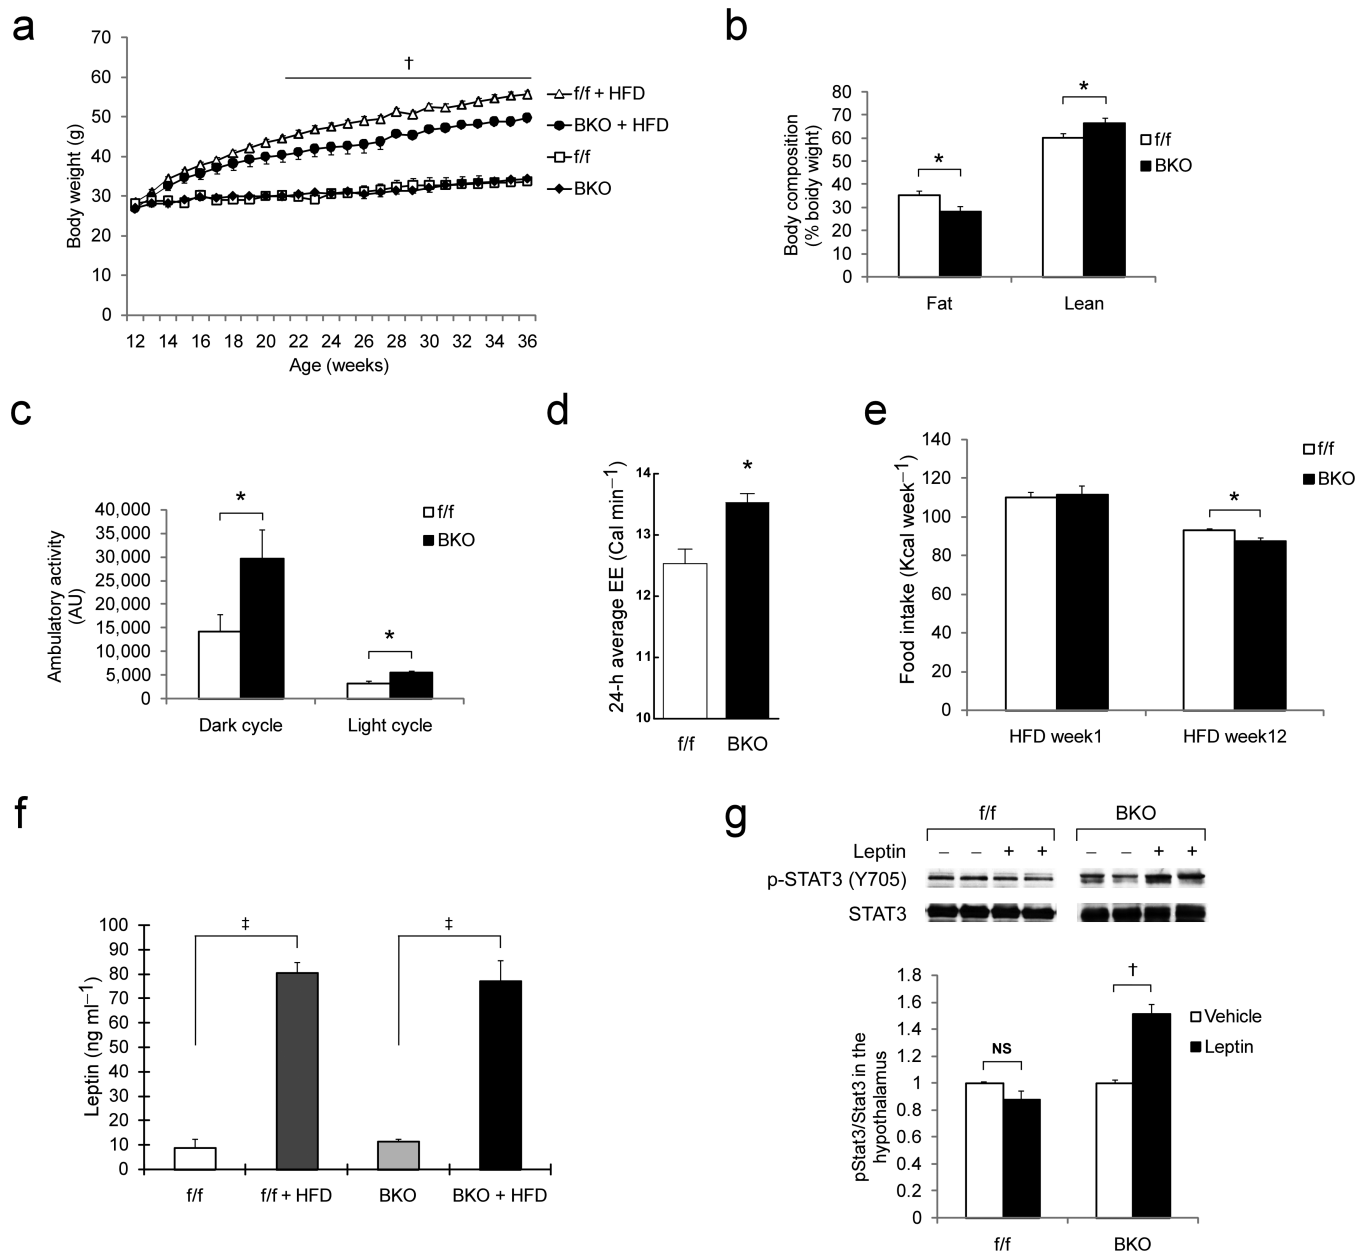 a
70
60
50
40
30
20
10
0
Body weight (g)
†
f/f + HFD
BKO + HFD
f/f
BKO
12 14 16 18 20 22 24 26 28 30 32 34 36
Age (weeks)
b
80
70
60
50
40
30
20
10
0
Body composition
(% boidy wight)
*
*
f/f
BKO
Fat Lean
c
40,000
35,000
30,000
25,000
20,000
15,000
10,000
5,000
0
Ambulatory activity
(AU)
*
*
f/f
BKO
Dark cycle Light cycle
d
14
13
12
11
10
24-h average EE (Cal min−1)
*
f/f BKO
e
140
120
100
80
60
40
20
0
Food intake (Kcal week−1)
*
f/f
BKO
HFD week1 HFD week12
f
100
90
80
70
60
50
40
30
20
10
0
Leptin (ng ml−1)
‡ ‡
f/f f/f + HFD BKO BKO + HFD
g
f/f BKO
Leptin − − + + − − + +
p-STAT3 (Y705)
STAT3
1.8
1.6
1.4
1.2
1
0.8
0.6
0.4
0.2
0
pStat3/Stat3 in the
hypothalamus
NS
†
Vehicle
Leptin
f/f BKO